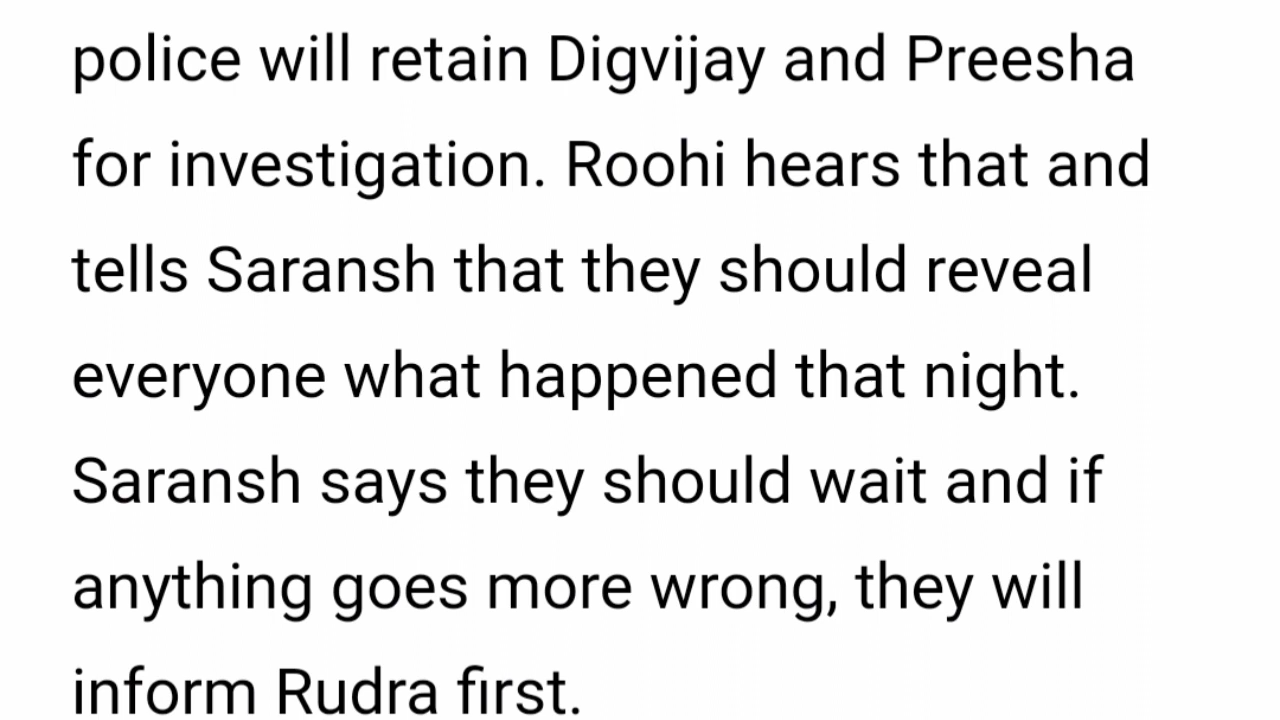 police will retain Digvijay and Preesha
for investigation. Roohi hears that and
tells Saransh that they should reveal
everyone what happened that night.
Saransh says they should wait and if
anything goes more wrong, they will
inform Rudra first.